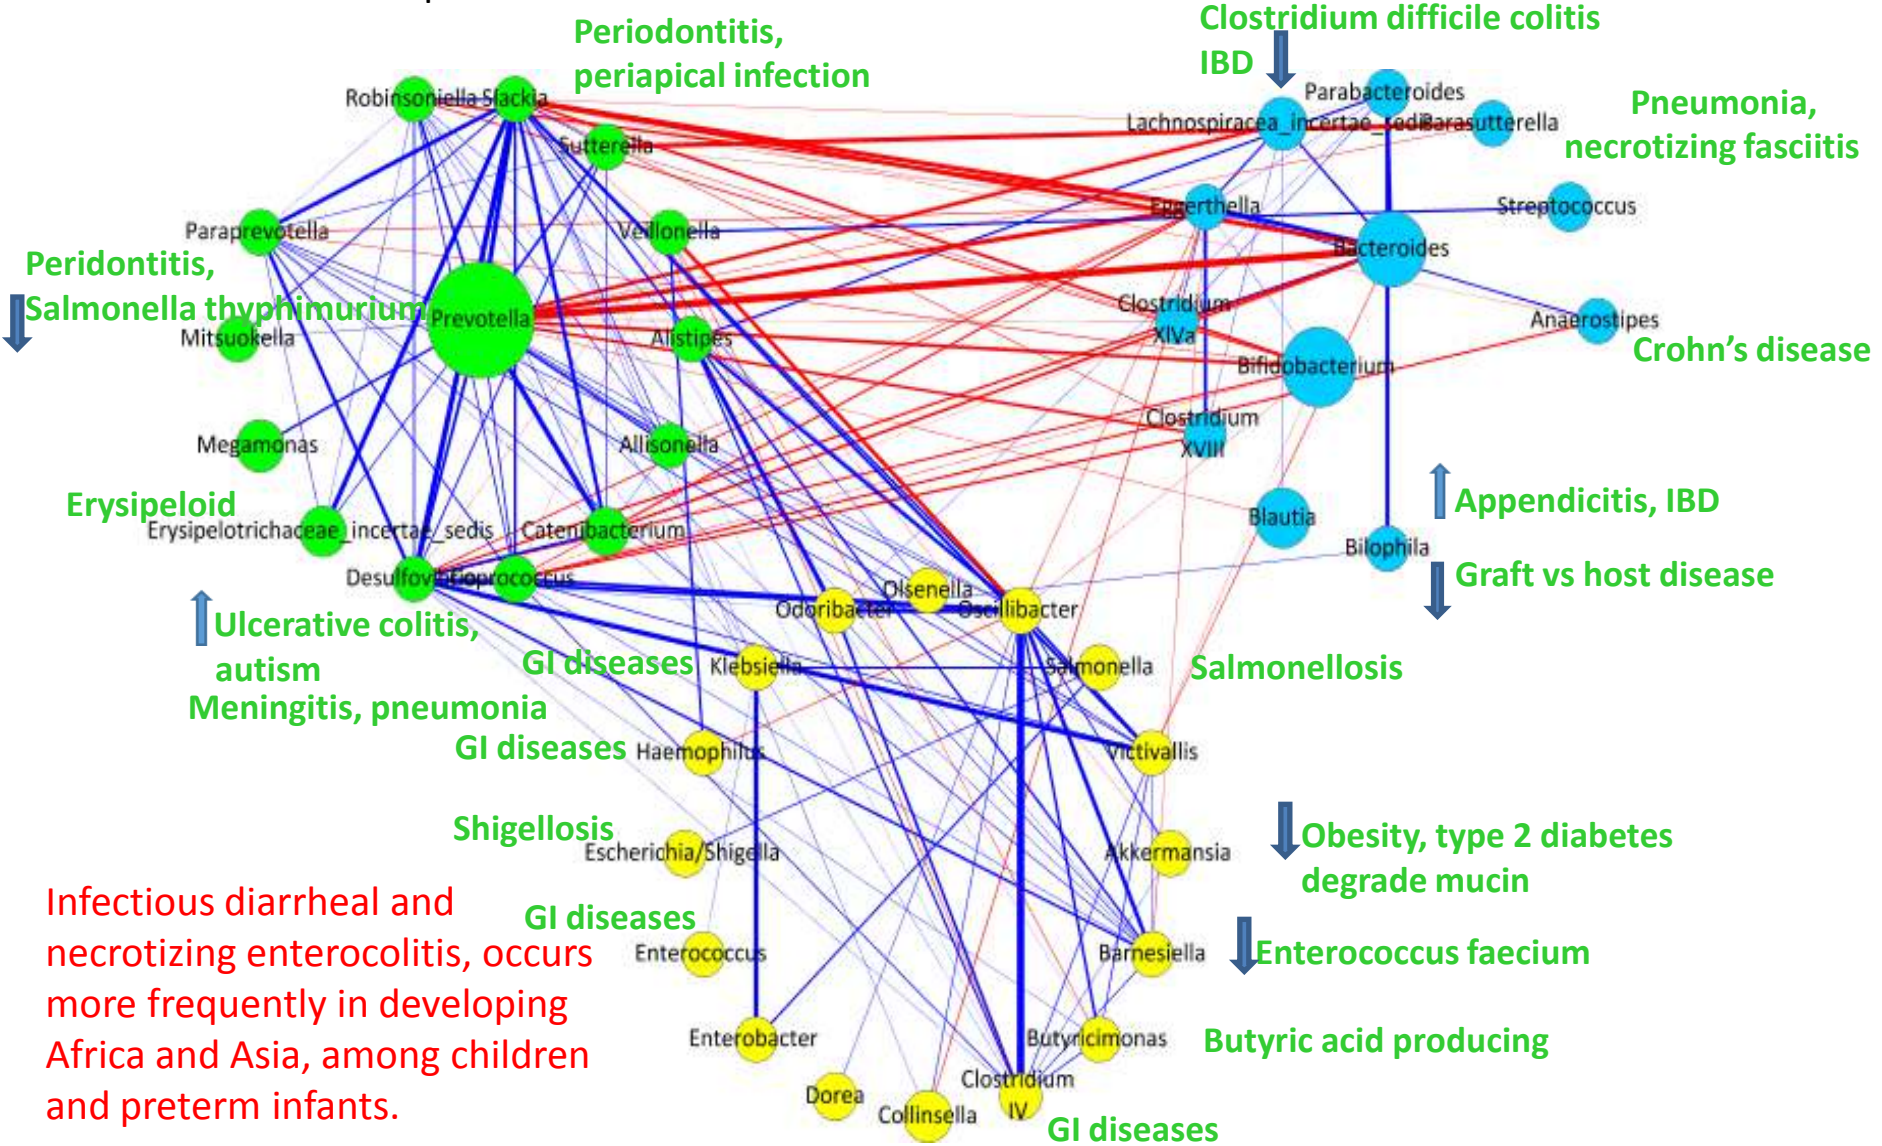 Clostridium difficile colitis
IBD
Periodontitis,
periapical infection
Robinsoniella Slackia
Sutterella
Parabacteroides
Lachnospiracea_incertae_sedis
Parasutterella
Pneumonia,
necrotizing fasciitis
Eggerthella
Streptococcus
Paraprevotella
Veillonella
Bacteroides
Peridontitis,
Salmonella thyphimurium
Prevotella
Mitsuokella
Alistipes
Clostridium
XlVa
Anaerostipes
Crohn's disease
Bifidobacterium
Megamonas
Allisonella
Clostridium
XVIII
Erysipeloid
Erysipelotrichaceae_incertae_sedis
Catenibacterium
Blautia
Appendicitis, IBD
Bilophila
Graft vs host disease
Desulfovibrio
Coprococcus
Olsenella
Odoribacter
Oscillibacter
Ulcerative colitis,
autism
Meningitis, pneumonia
GI diseases
Klebsiella
Salmonella
Salmonellosis
GI diseases
Haemophilus
Victivallis
Shigellosis
Escherichia/Shigella
Akkermansia
Obesity, type 2 diabetes
degrade mucin
GI diseases
Enterococcus
Barnesiella
Enterococcus faecium
Infectious diarrheal and
necrotizing enterocolitis, occurs
more frequently in developing
Africa and Asia, among children
and preterm infants.
Enterobacter
Butyricimonas
Butyric acid producing
Dorea
Collinsella
Clostridium
IV
GI diseases